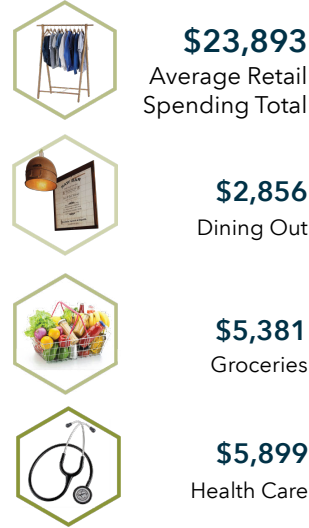 $23,893
Average Retail
Spending Total
$2,856
Dining Out
$5,381
Groceries
$5,899
Health Care